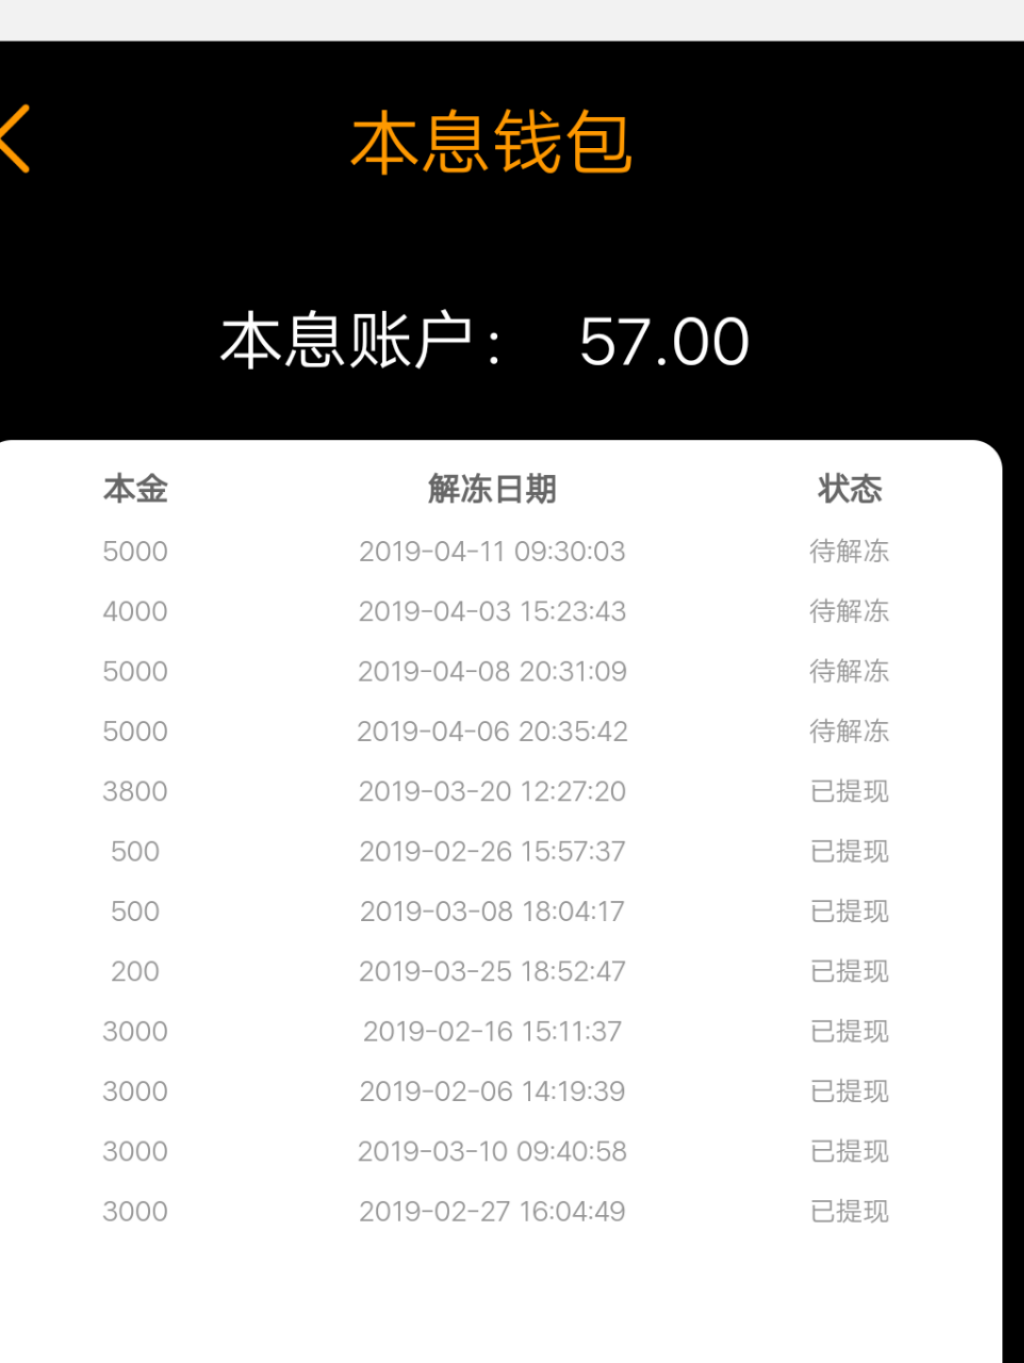 本息钱包
本息账户： 57.00
本金 解冻日期 状态
5000 2019-04-11 09:30:03 待解冻
4000 2019-04-03 15:23:43 待解冻
5000 2019-04-08 20:31:09 待解冻
5000 2019-04-06 20:35:42 待解冻
3800 2019-03-20 12:27:20 已提现
500 2019-02-26 15:57:37 已提现
500 2019-03-08 18:04:17 已提现
200 2019-03-25 18:52:47 已提现
3000 2019-02-16 15:11:37 已提现
3000 2019-02-06 14:19:39 已提现
3000 2019-03-10 09:40:58 已提现
3000 2019-02-27 16:04:49 已提现